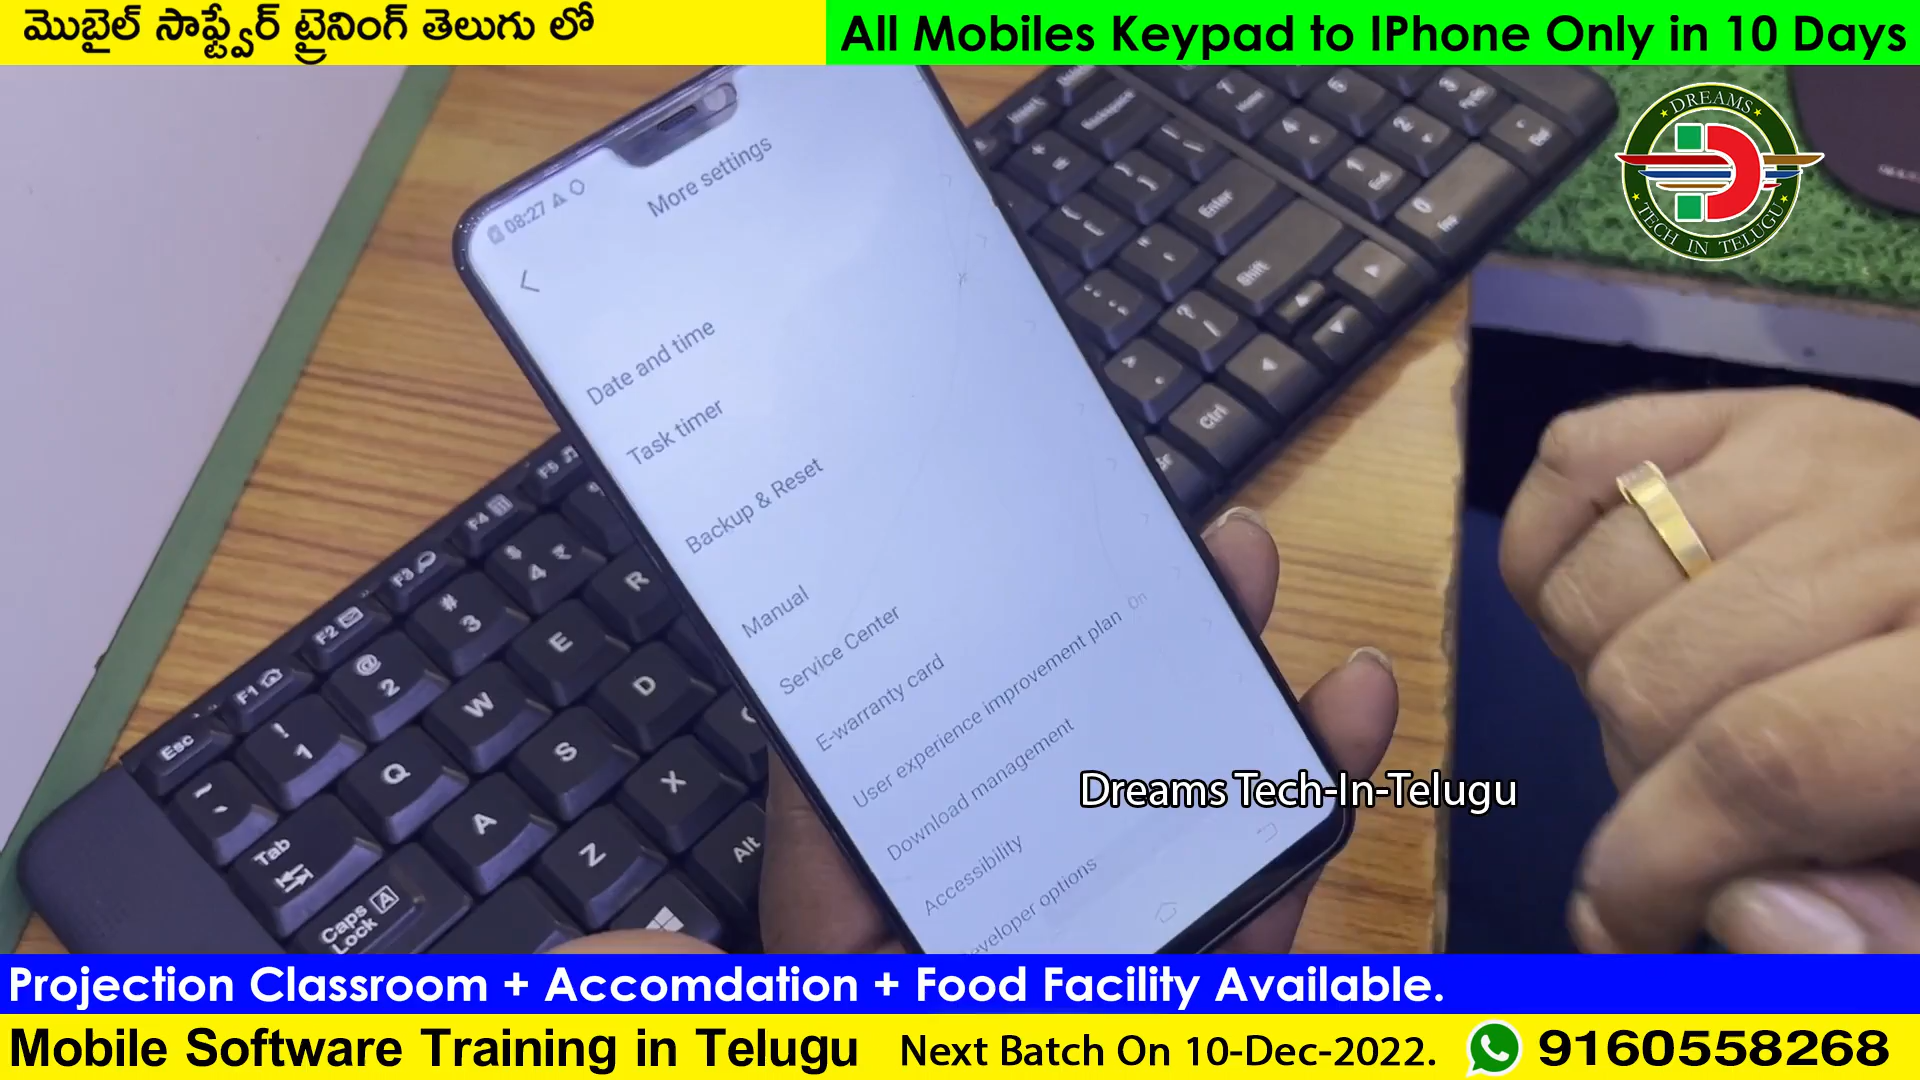 మొబైల్ సాఫ్ట్వేర్ ట్రైనింగ్ తెలుగు లో
All Mobiles Keypad to IPhone Only in 10 Days
DREAMS
TECH IN TELUGU
08:27
More settings
Date and time
Task timer
Backup & Reset
Manual
Service Center
E-warranty card
User experience improvement plan On
Download management
Accessibility
eveloper options
Dreams Tech-In-Telugu
Backspace
Enter
Shift
Ctrl
End
Esc
F1
F2
F3
F4
F5
! 1
@ 2
# 3
$ 4 ₹
Tab
Q
W
E
R
Caps Lock A
A
S
D
Z
X
Alt
Projection Classroom + Accomdation + Food Facility Available.
Mobile Software Training in Telugu Next Batch On 10-Dec-2022. 9160558268